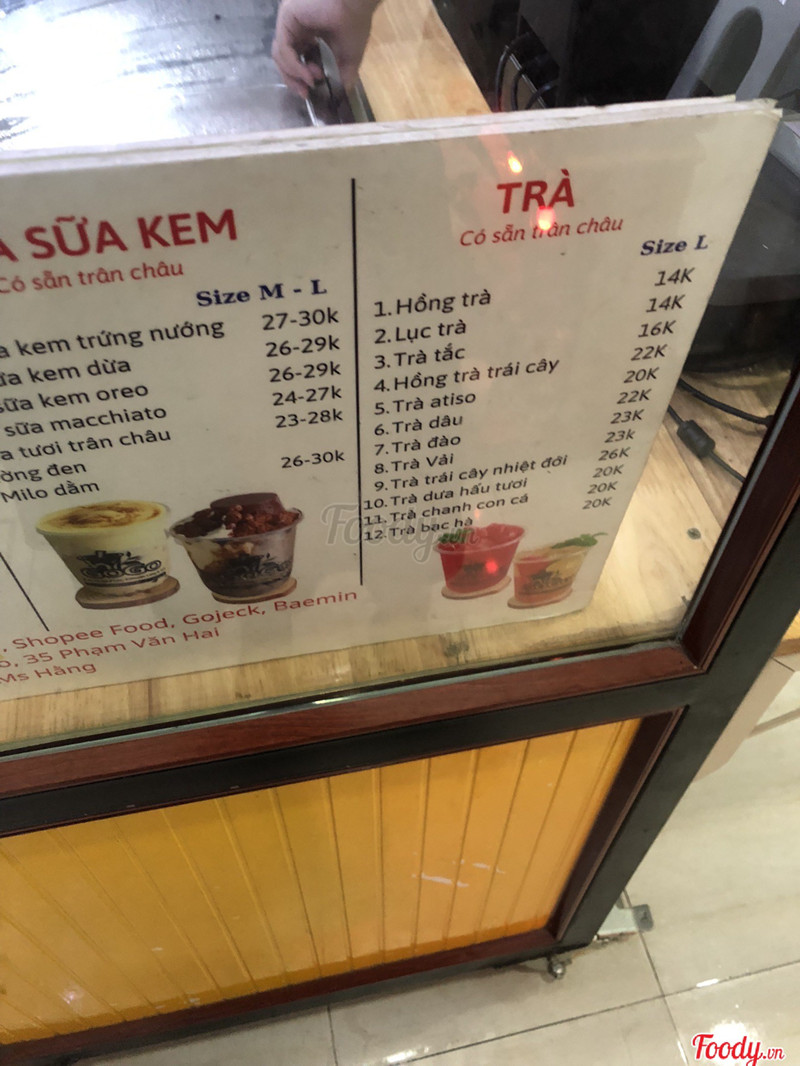 A SỮA KEM
Có sẵn trân châu
Size M - L
a kem trứng nướng 27-30k
ữa kem dừa 26-29k
sữa kem oreo 26-29k
sữa macchiato 24-27k
a tươi trân châu 23-28k
ường đen
Milo dầm 26-30k
, Shopee Food, Gojeck, Baemin
, 35 Phạm Văn Hai
Ms Hằng
TRÀ
Có sẵn trân châu
Size L
1. Hồng trà 14K
2. Lục trà 14K
3. Trà tắc 16K
4. Hồng trà trái cây 22K
5. Trà atiso 20K
6. Trà dâu 22K
7. Trà đào 23K
8. Trà Vải 23k
9. Trà trái cây nhiệt đới 26K
10. Trà dưa hấu tươi 20K
11. Trà chanh con cá 20K
12. Trà bạc hà 20K
Foody.vn
Foody.vn